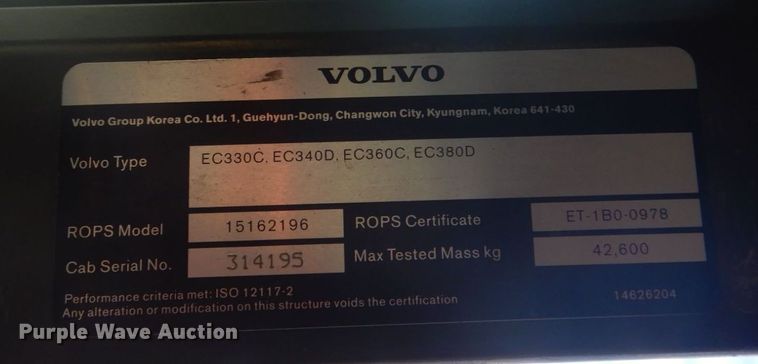 VOLVO
Volvo Group Korea Co. Ltd. 1, Guehyun-Dong, Changwon City, Kyungnam, Korea 641-430
Volvo Type EC330C, EC340D, EC360C, EC380D
ROPS Model 15162196 ROPS Certificate ET-1B0-0978
Cab Serial No. 314195 Max Tested Mass kg 42,600
Performance criteria met: ISO 12117-2
Any alteration or modification on this structure voids the certification 14626204
Purple Wave Auction